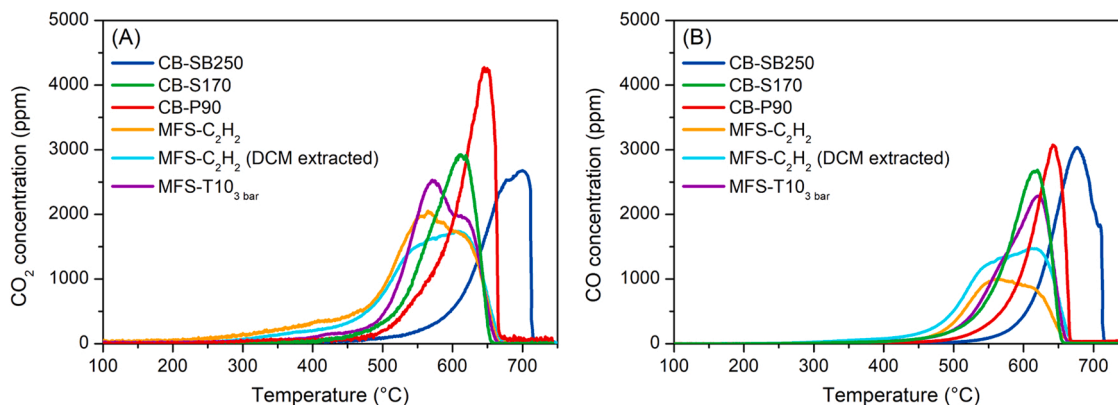 (A)
CB-SB250
CB-S170
CB-P90
MFS-C₂H₂
MFS-C₂H₂ (DCM extracted)
MFS-T10₃ bar
5000
4000
3000
2000
1000
0
CO₂ concentration (ppm)
100 200 300 400 500 600 700
Temperature (°C)
(B)
CB-SB250
CB-S170
CB-P90
MFS-C₂H₂
MFS-C₂H₂ (DCM extracted)
MFS-T10₃ bar
5000
4000
3000
2000
1000
0
CO concentration (ppm)
100 200 300 400 500 600 700
Temperature (°C)